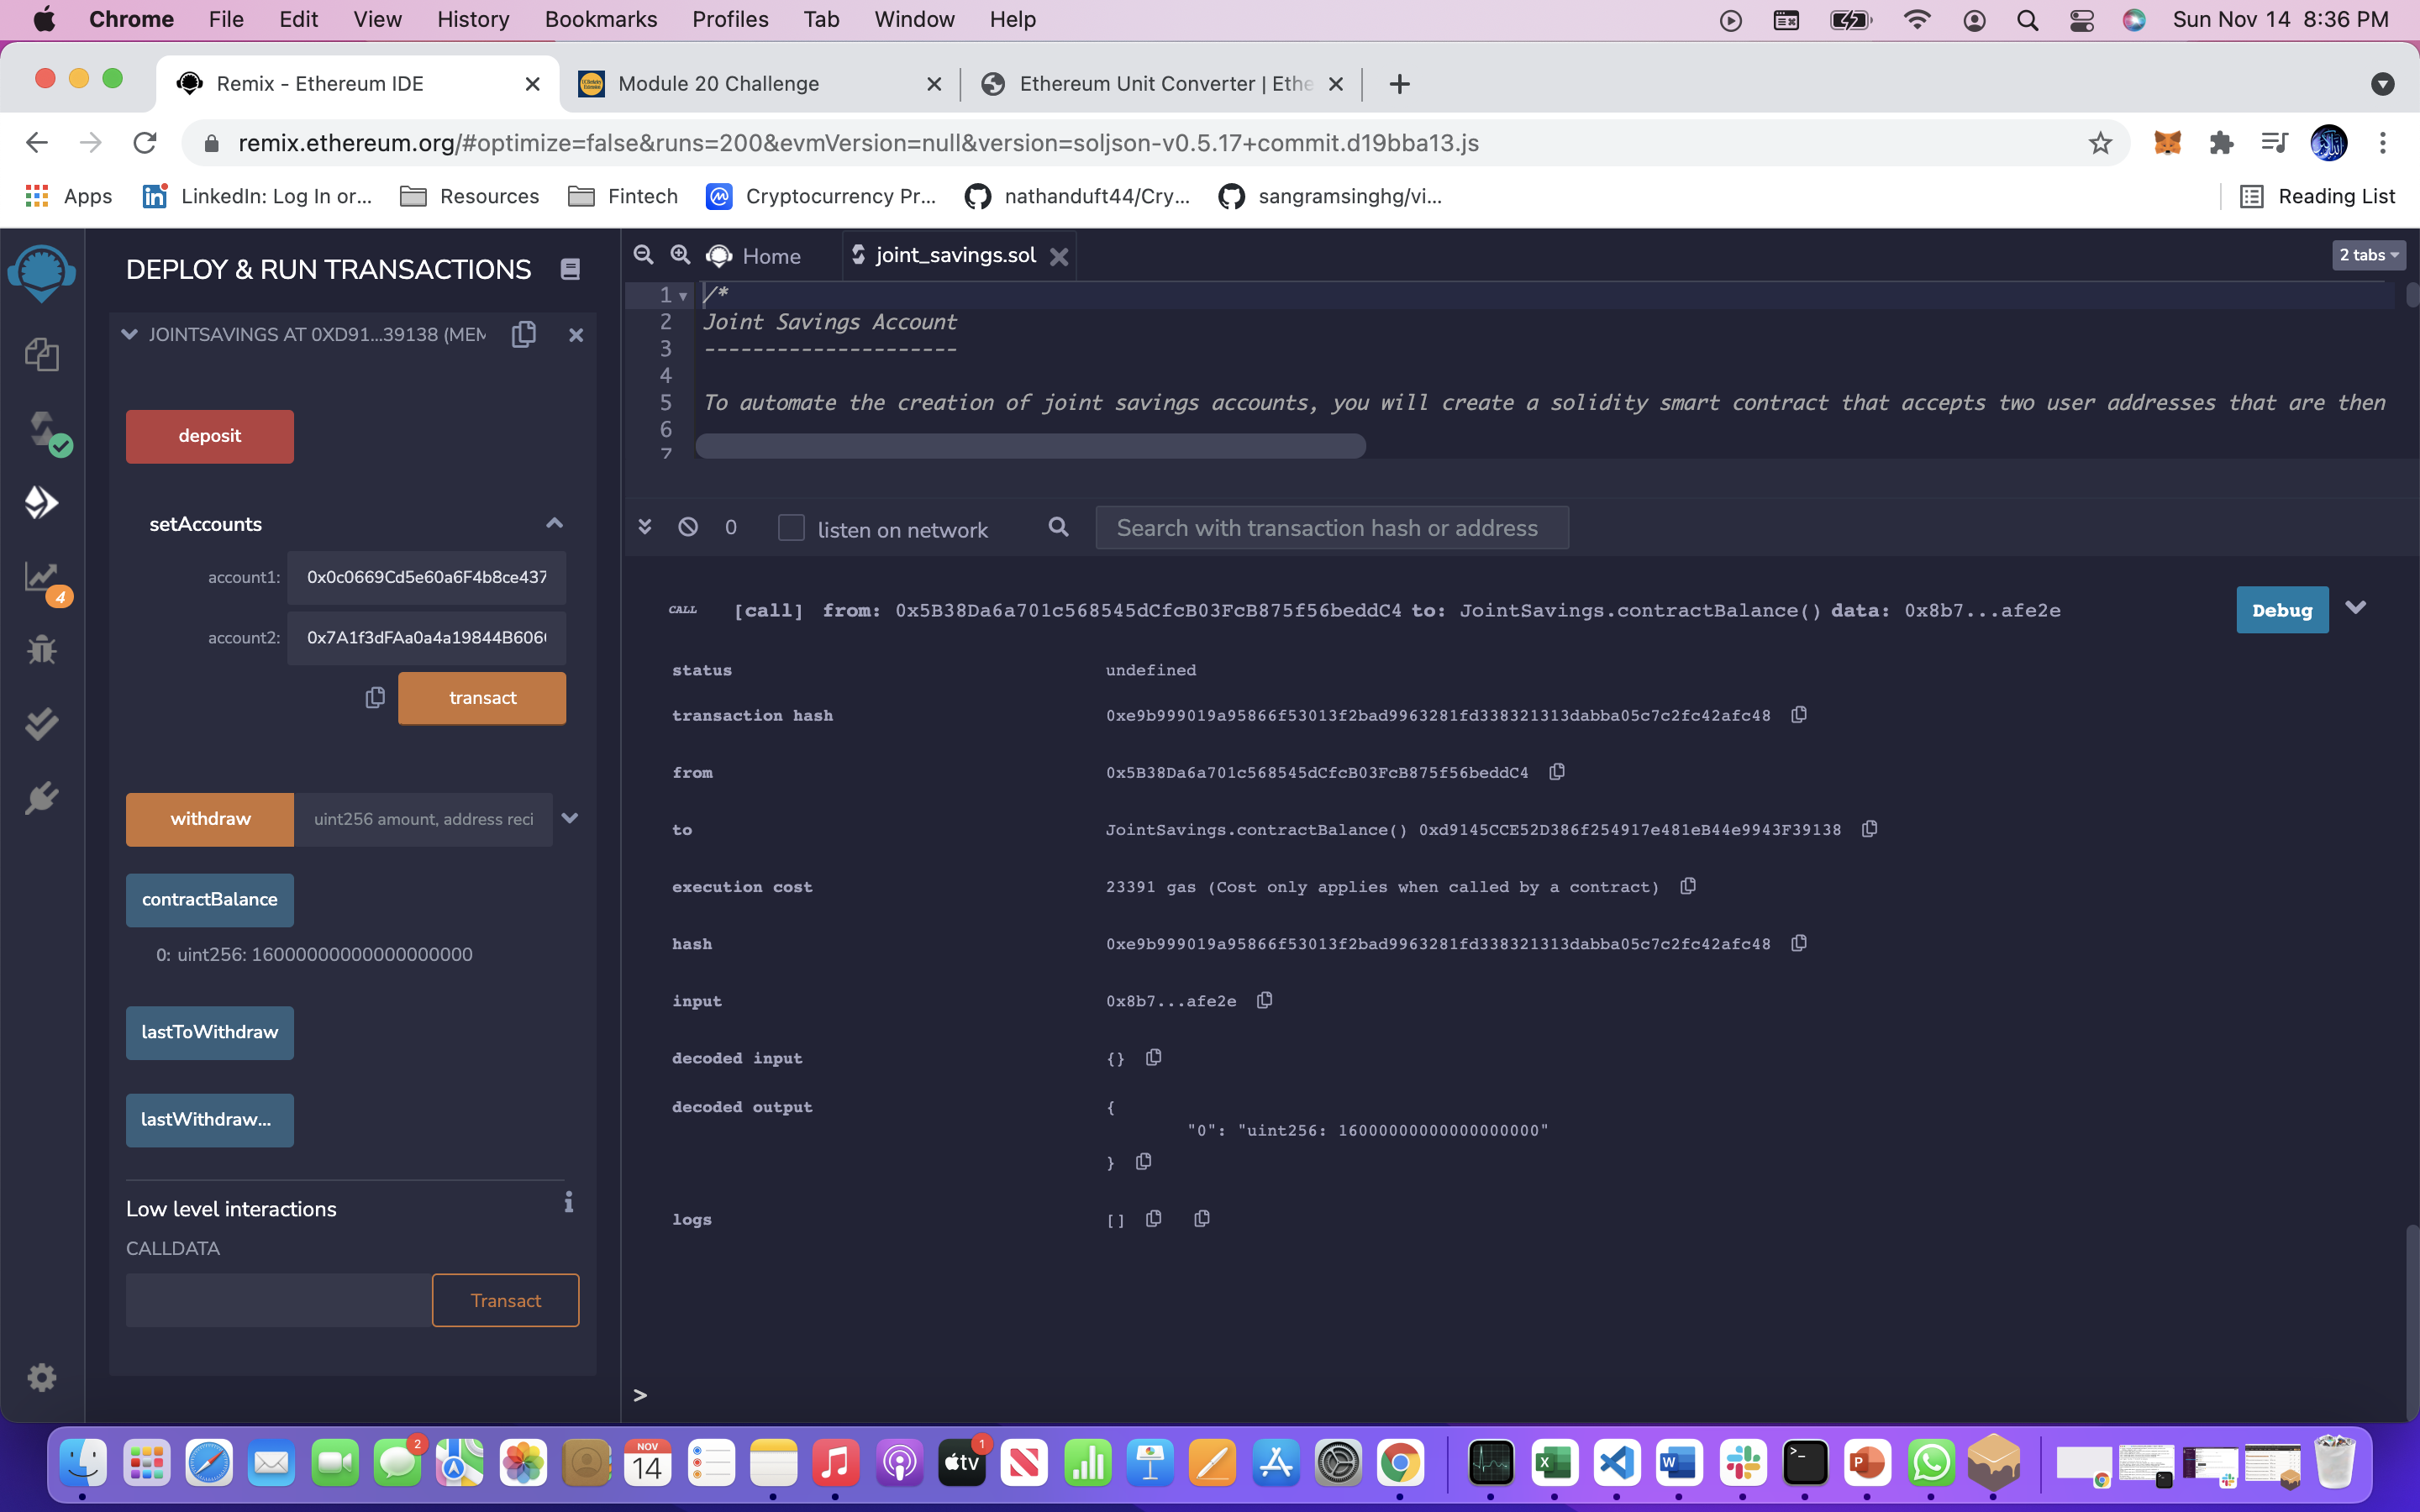 Chrome File Edit View History Bookmarks Profiles Tab Window Help Sun Nov 14 8:36 PM
Remix - Ethereum IDE Module 20 Challenge Ethereum Unit Converter | Ethe
remix.ethereum.org/#optimize=false&runs=200&evmVersion=null&version=soljson-v0.5.17+commit.d19bba13.js
Apps LinkedIn: Log In or... Resources Fintech Cryptocurrency Pr... nathanduft44/Cry... sangramsinghg/vi... Reading List
DEPLOY & RUN TRANSACTIONS
JOINTSAVINGS AT 0XD91...39138 (MEM
deposit
setAccounts
account1: 0x0c0669Cd5e60a6F4b8ce437
account2: 0x7A1f3dFAa0a4a19844B606
transact
withdraw uint256 amount, address reci
contractBalance
0: uint256: 16000000000000000000
lastToWithdraw
lastWithdraw...
Low level interactions
CALLDATA
Transact
4
Home joint_savings.sol 2 tabs
1 /*
2 Joint Savings Account
3 ---------------------
4
5 To automate the creation of joint savings accounts, you will create a solidity smart contract that accepts two user addresses that are then
6
7
0 listen on network Search with transaction hash or address
CALL [call] from: 0x5B38Da6a701c568545dCfcB03FcB875f56beddC4 to: JointSavings.contractBalance() data: 0x8b7...afe2e Debug
status undefined
transaction hash 0xe9b999019a95866f53013f2bad9963281fd338321313dabba05c7c2fc42afc48
from 0x5B38Da6a701c568545dCfcB03FcB875f56beddC4
to JointSavings.contractBalance() 0xd9145CCE52D386f254917e481eB44e9943F39138
execution cost 23391 gas (Cost only applies when called by a contract)
hash 0xe9b999019a95866f53013f2bad9963281fd338321313dabba05c7c2fc42afc48
input 0x8b7...afe2e
decoded input {}
decoded output {
"0": "uint256: 16000000000000000000"
}
logs []
>
2 NOV 14 tv 1